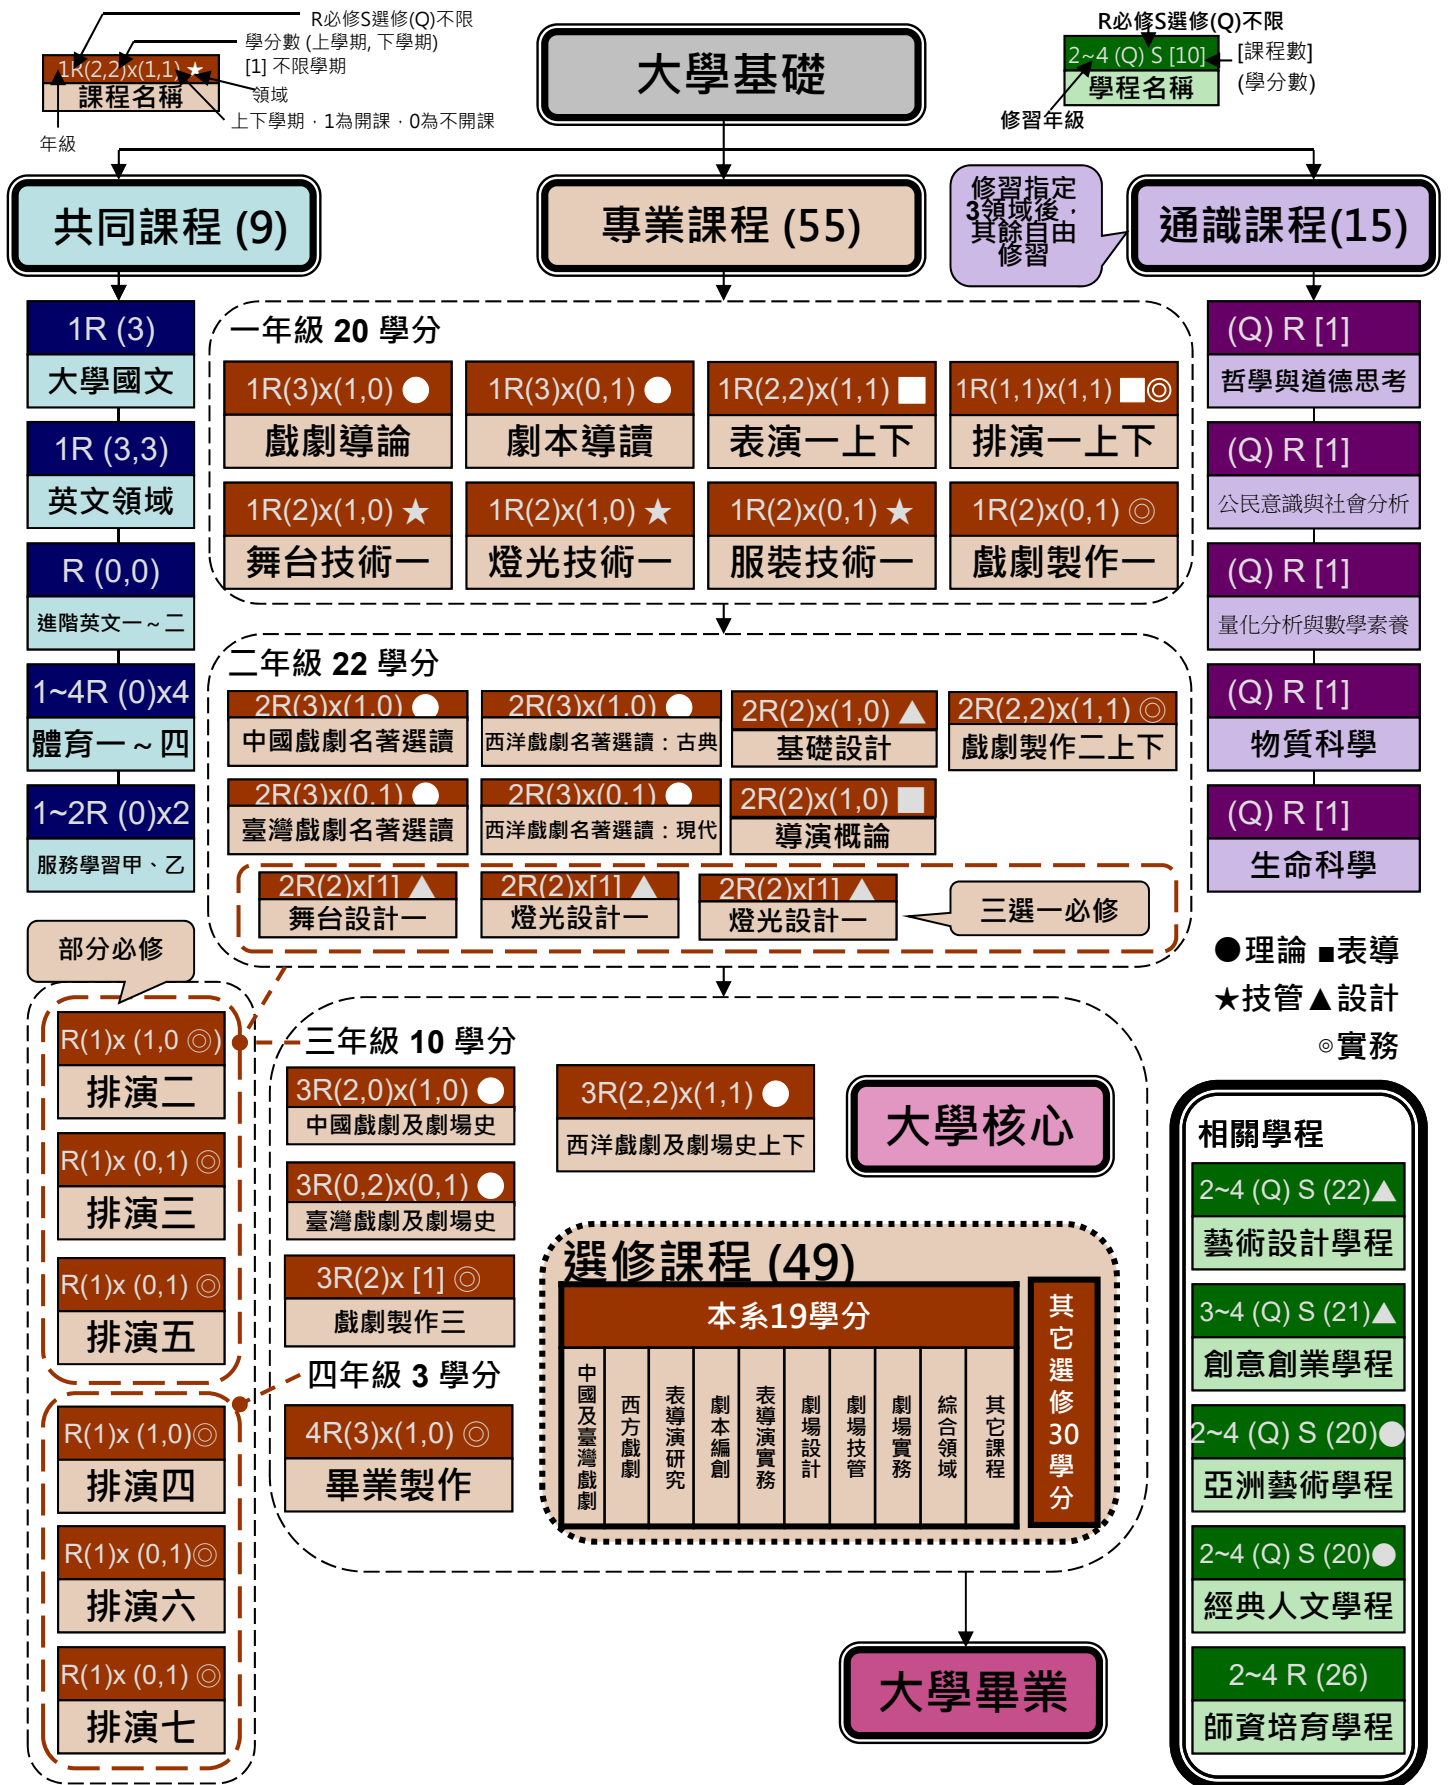 R必修S選修(Q)不限
學分數 (上學期, 下學期)
[1] 不限學期
1R(2,2)x(1,1) ★
課程名稱
領域
上下學期，1為開課，0為不開課
年級
大學基礎
R必修S選修(Q)不限
2~4 (Q) S [10]
學程名稱
[課程數]
(學分數)
修習年級
共同課程 (9)
專業課程 (55)
修習指定
3領域後，
其餘自由
修習
通識課程(15)
1R (3)
大學國文
1R (3,3)
英文領域
R (0,0)
進階英文一～二
1~4R (0)x4
體育一～四
1~2R (0)x2
服務學習甲、乙
一年級 20 學分
1R(3)x(1,0) ●
戲劇導論
1R(3)x(0,1) ●
劇本導讀
1R(2,2)x(1,1) ■
表演一上下
1R(1,1)x(1,1) ■◎
排演一上下
1R(2)x(1,0) ★
舞台技術一
1R(2)x(1,0) ★
燈光技術一
1R(2)x(0,1) ★
服裝技術一
1R(2)x(0,1) ◎
戲劇製作一
二年級 22 學分
2R(3)x(1,0) ●
中國戲劇名著選讀
2R(3)x(1,0) ●
西洋戲劇名著選讀：古典
2R(2)x(1,0) ▲
基礎設計
2R(2,2)x(1,1) ◎
戲劇製作二上下
2R(3)x(0,1) ●
臺灣戲劇名著選讀
2R(3)x(0,1) ●
西洋戲劇名著選讀：現代
2R(2)x(1,0) ■
導演概論
2R(2)x[1] ▲
舞台設計一
2R(2)x[1] ▲
燈光設計一
2R(2)x[1] ▲
燈光設計一
三選一必修
(Q) R [1]
哲學與道德思考
(Q) R [1]
公民意識與社會分析
(Q) R [1]
量化分析與數學素養
(Q) R [1]
物質科學
(Q) R [1]
生命科學
●理論 ■表導
★技管▲設計
◎實務
部分必修
R(1)x (1,0 ◎)
排演二
R(1)x (0,1) ◎
排演三
R(1)x (0,1) ◎
排演五
R(1)x (1,0)◎
排演四
R(1)x (0,1)◎
排演六
R(1)x (0,1) ◎
排演七
三年級 10 學分
3R(2,0)x(1,0) ●
中國戲劇及劇場史
3R(2,2)x(1,1) ●
西洋戲劇及劇場史上下
3R(0,2)x(0,1) ●
臺灣戲劇及劇場史
3R(2)x [1] ◎
戲劇製作三
四年級 3 學分
4R(3)x(1,0) ◎
畢業製作
大學核心
選修課程 (49)
本系19學分
中國及臺灣戲劇
西方戲劇
表導演研究
劇本編創
表導演實務
劇場設計
劇場技管
劇場實務
綜合領域
其它課程
其它選修30學分
大學畢業
相關學程
2~4 (Q) S (22)▲
藝術設計學程
3~4 (Q) S (21)▲
創意創業學程
2~4 (Q) S (20)●
亞洲藝術學程
2~4 (Q) S (20)●
經典人文學程
2~4 R (26)
師資培育學程